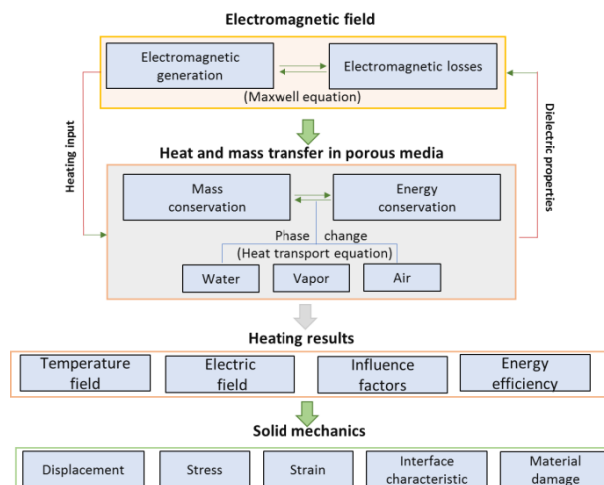 Electromagnetic field
Electromagnetic
generation
Electromagnetic losses
(Maxwell equation)
Heating input
Dielectric properties
Heat and mass transfer in porous media
Mass
conservation
Energy
conservation
Phase change
(Heat transport equation)
Water
Vapor
Air
Heating results
Temperature
field
Electric
field
Influence
factors
Energy
efficiency
Solid mechanics
Displacement
Stress
Strain
Interface
characteristic
Material
damage